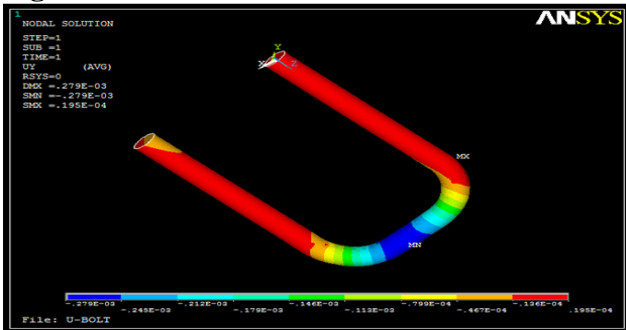 1
NODAL SOLUTION
ANSYS
STEP=1
SUB =1
TIME=1
UY (AVG)
RSYS=0
DMX =.279E-03
SMN =-.279E-03
SMX =.195E-04
Y
X Z
MX
MN
-.279E-03 -.212E-03 -.146E-03 -.799E-04 -.136E-04
-.245E-03 -.179E-03 -.113E-03 -.467E-04 .195E-04
File: U-BOLT